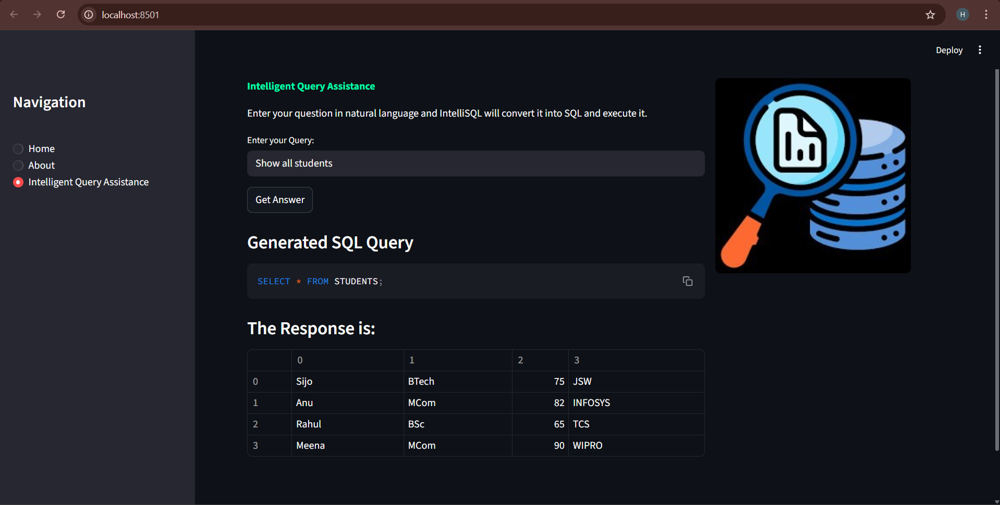 localhost:8501
H
Deploy
Navigation
Home
About
Intelligent Query Assistance
Intelligent Query Assistance
Enter your question in natural language and IntelliSQL will convert it into SQL and execute it.
Enter your Query:
Show all students
Get Answer
Generated SQL Query
SELECT * FROM STUDENTS;
The Response is:
0 1 2 3
0 Sijo BTech 75 JSW
1 Anu MCom 82 INFOSYS
2 Rahul BSc 65 TCS
3 Meena MCom 90 WIPRO